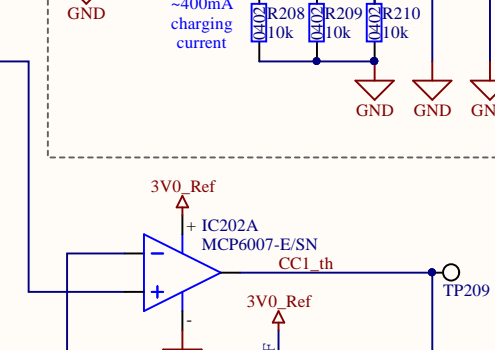 ~400mA
charging
current
GND
0402
R208
10k
0402
R209
10k
0402
R210
10k
GND
GND
GN
3V0_Ref
+
IC202A
MCP6007-E/SN
CC1_th
TP209
3V0_Ref
-